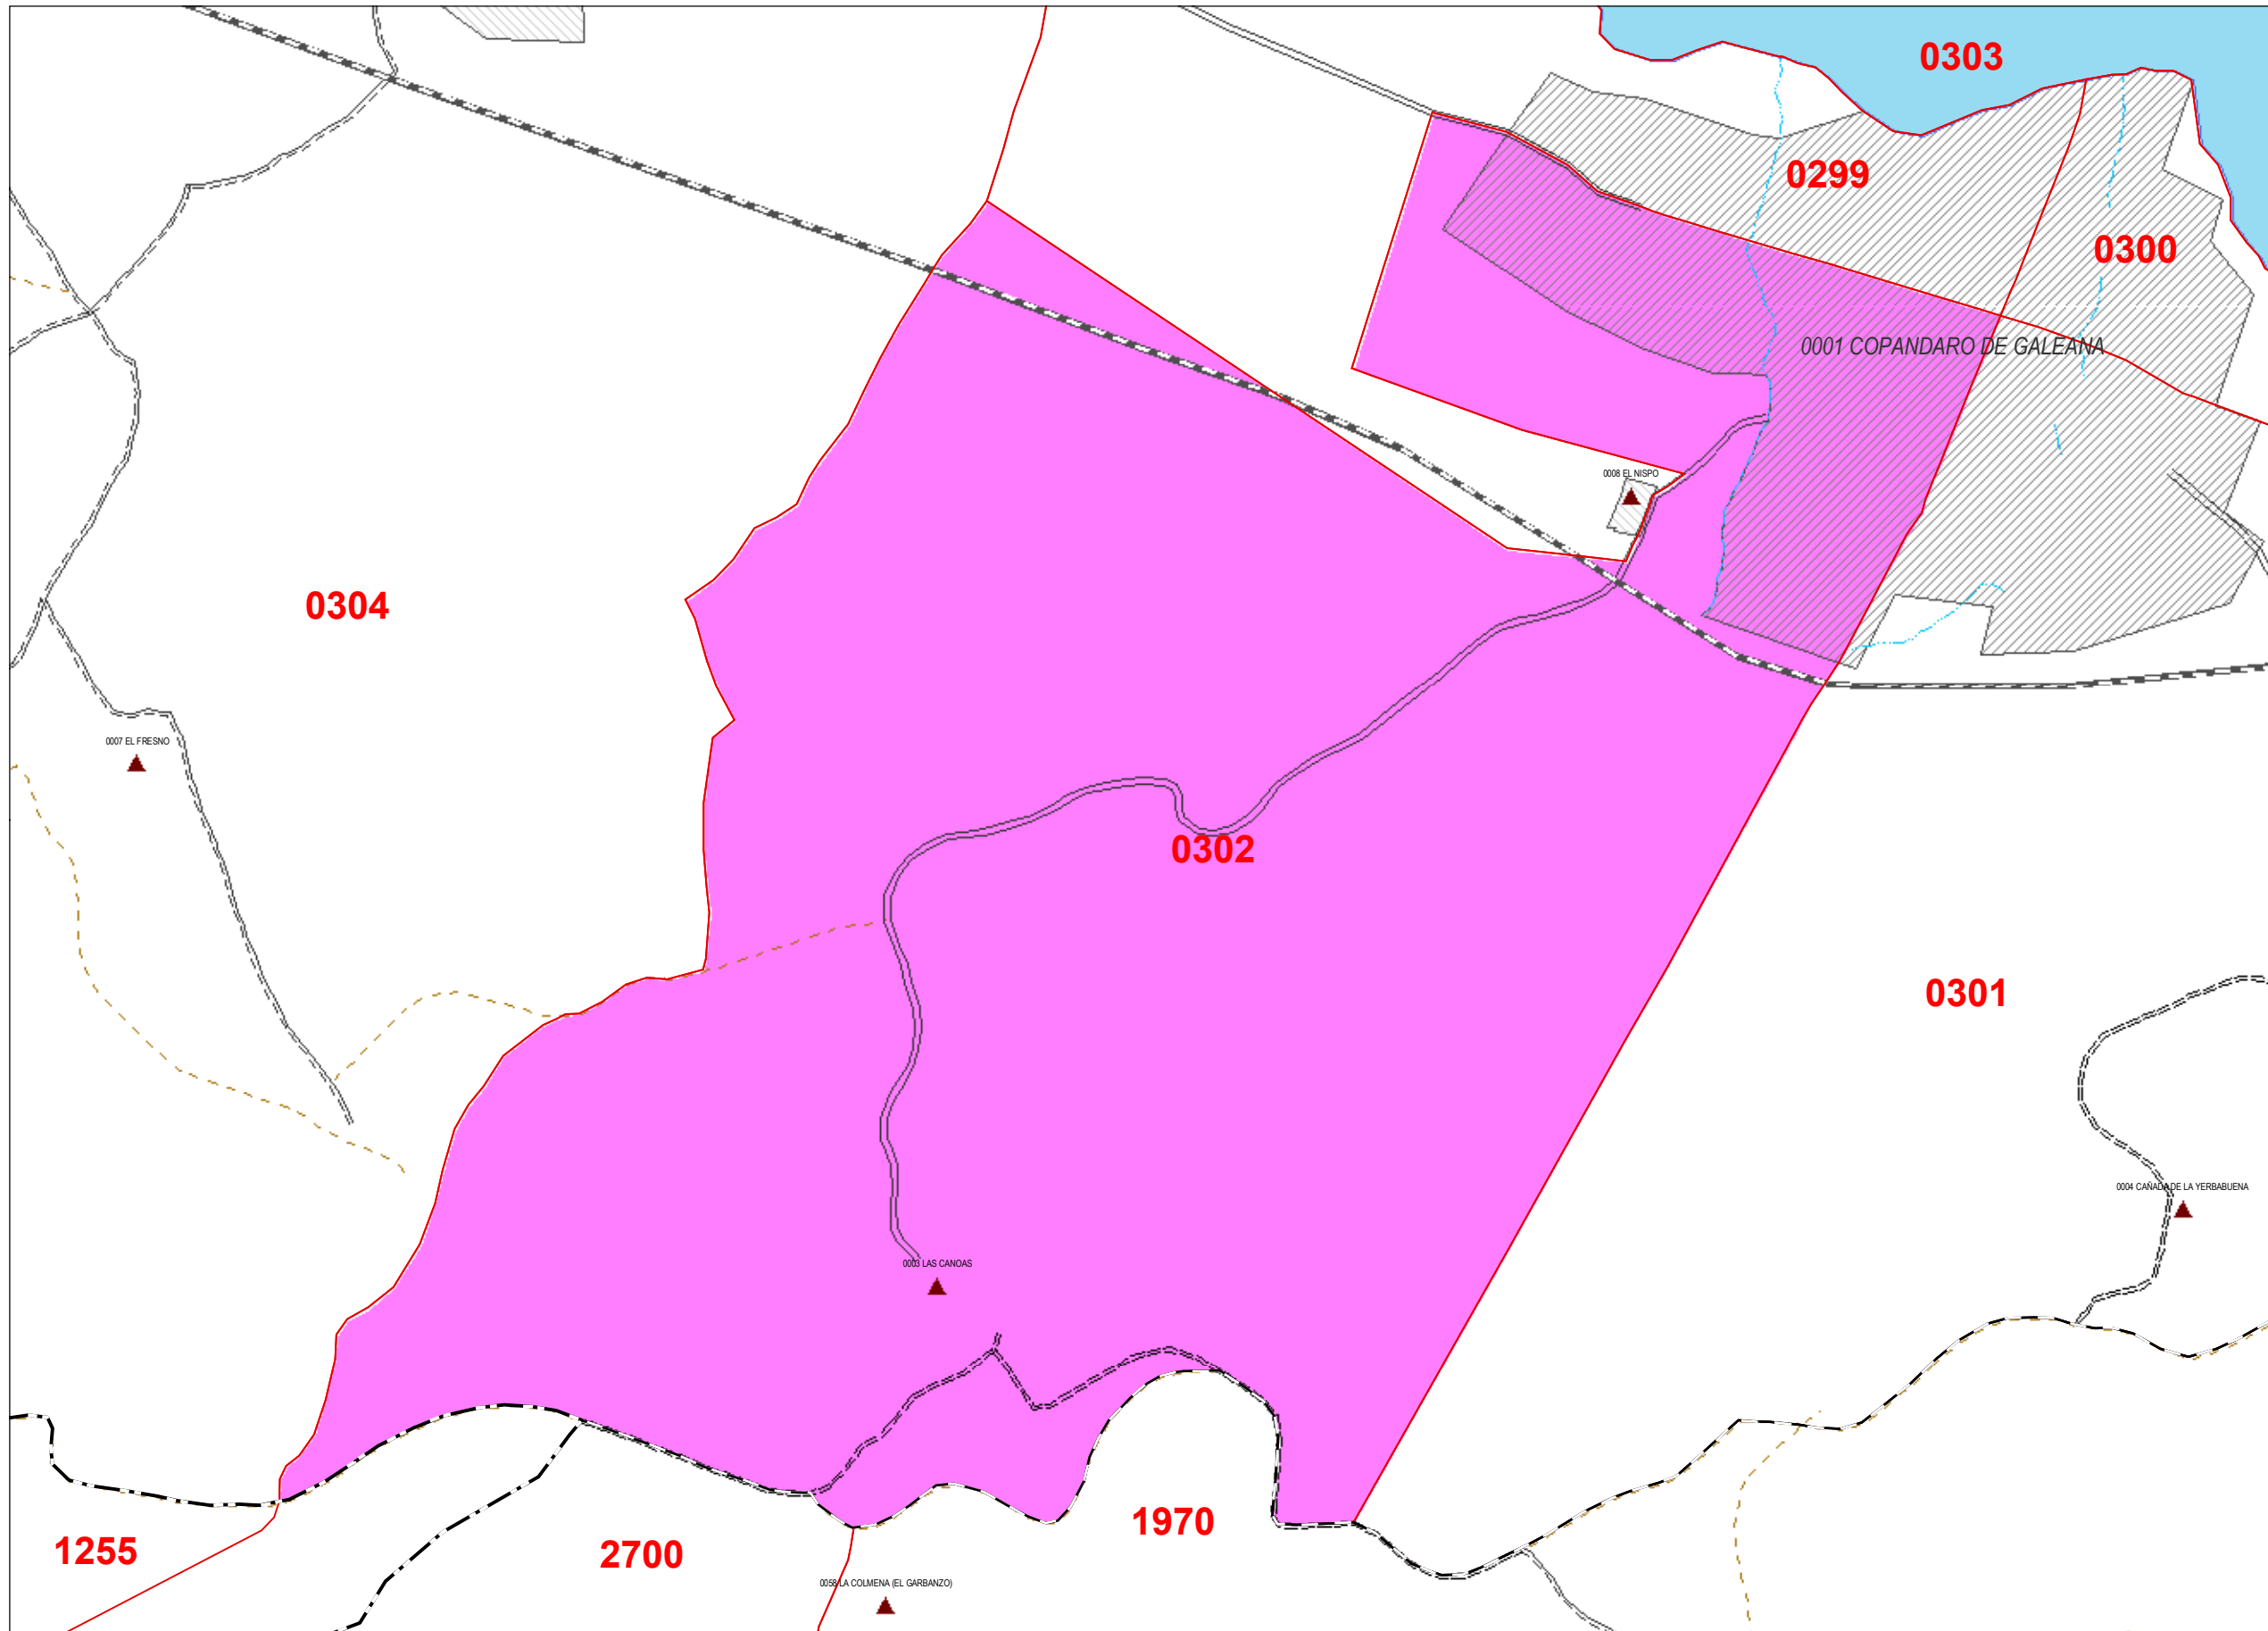 0303
0299
0300
0001 COPANDARO DE GALEANA
0008 EL NISPO
0304
0007 EL FRESNO
0302
0301
0004 CAÑADA DE LA YERBABUENA
0003 LAS CANOAS
1970
1255
2700
0058 LA COLMENA (EL GARBANZO)